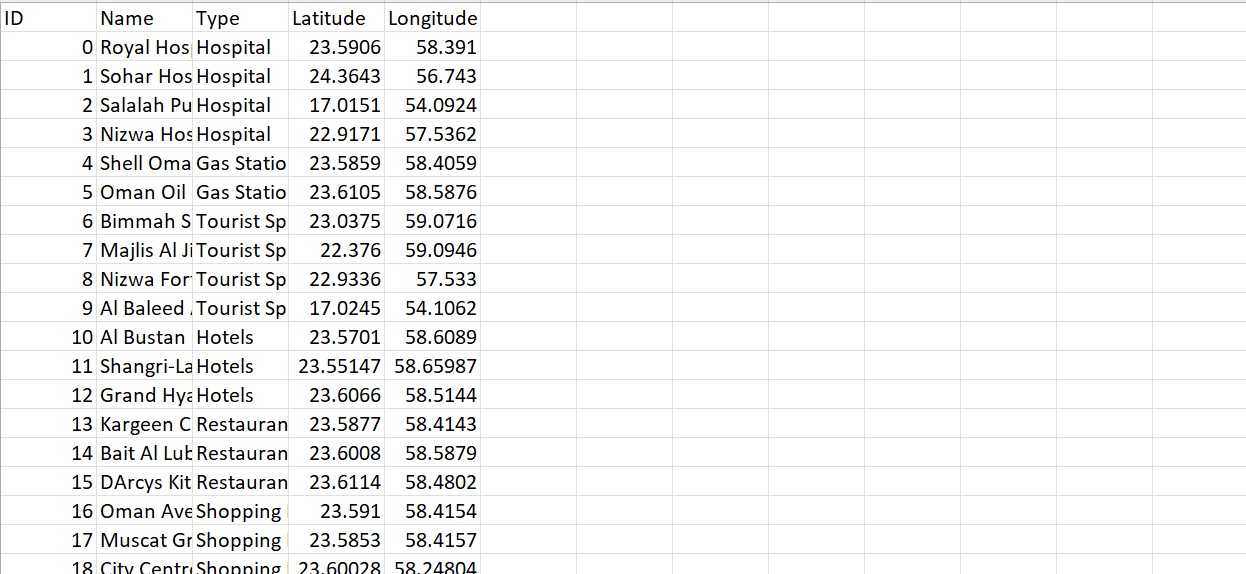 ID Name Type Latitude Longitude
0 Royal Hos Hospital 23.5906 58.391
1 Sohar Hos Hospital 24.3643 56.743
2 Salalah Pu Hospital 17.0151 54.0924
3 Nizwa Hos Hospital 22.9171 57.5362
4 Shell Oma Gas Statio 23.5859 58.4059
5 Oman Oil Gas Statio 23.6105 58.5876
6 Bimmah S Tourist Sp 23.0375 59.0716
7 Majlis Al Ji Tourist Sp 22.376 59.0946
8 Nizwa For Tourist Sp 22.9336 57.533
9 Al Baleed Tourist Sp 17.0245 54.1062
10 Al Bustan Hotels 23.5701 58.6089
11 Shangri-La Hotels 23.55147 58.65987
12 Grand Hya Hotels 23.6066 58.5144
13 Kargeen C Restauran 23.5877 58.4143
14 Bait Al Lub Restauran 23.6008 58.5879
15 DArcys Kit Restauran 23.6114 58.4802
16 Oman Ave Shopping 23.591 58.4154
17 Muscat Gr Shopping 23.5853 58.4157
18 City Centr Shopping 23.60028 58.24804